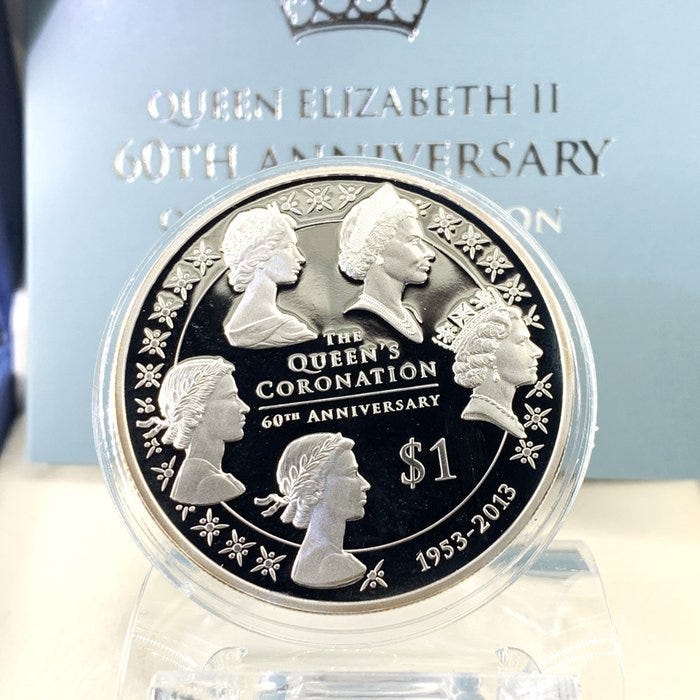 QUEEN ELIZABETH II
60TH ANNIVERSARY
THE
QUEEN'S
CORONATION
60TH ANNIVERSARY
$1
1953-2013